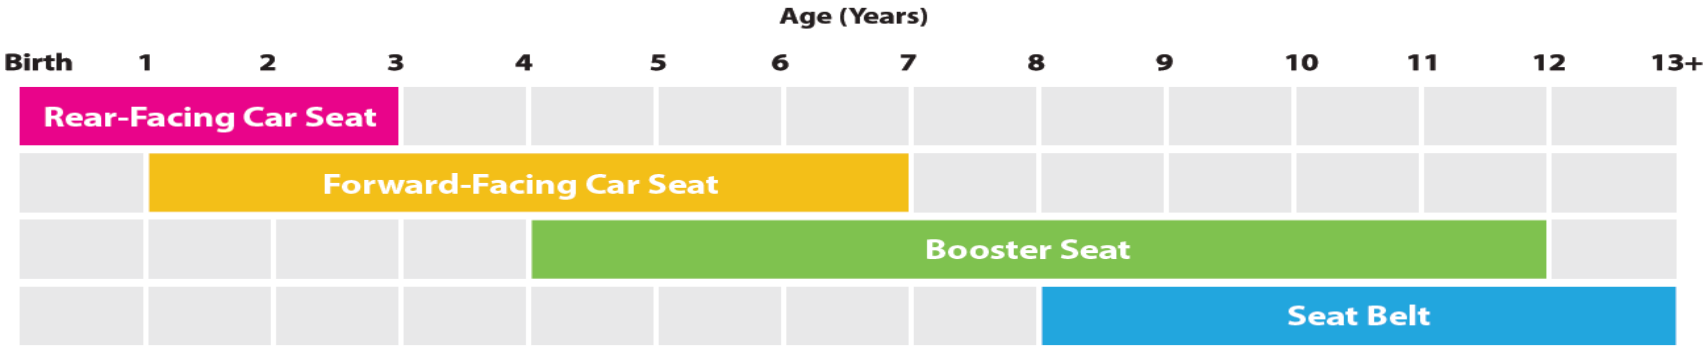 Age (Years)
Birth 1 2 3 4 5 6 7 8 9 10 11 12 13+
Rear-Facing Car Seat
Forward-Facing Car Seat
Booster Seat
Seat Belt